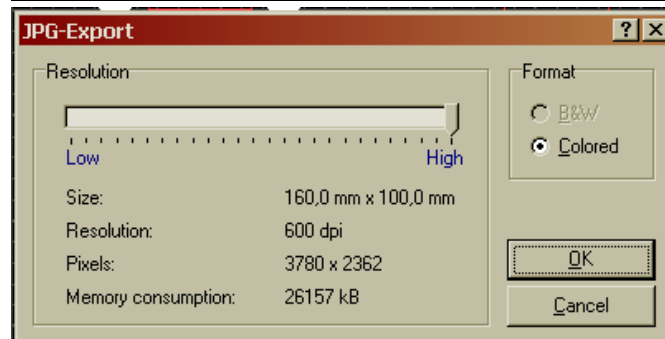 JPG-Export
Resolution
Low High
Size: 160,0 mm x 100,0 mm
Resolution: 600 dpi
Pixels: 3780 x 2362
Memory consumption: 26157 kB
Format
B&W
Colored
OK
Cancel